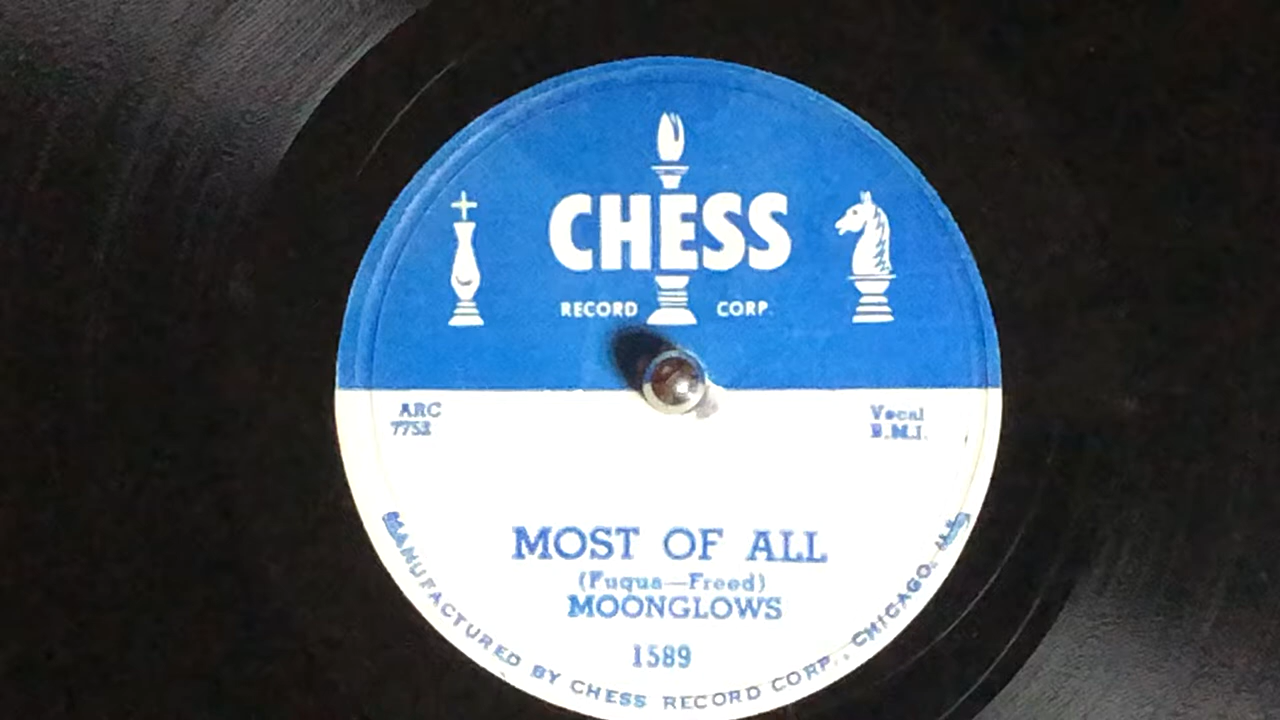 CHESS
RECORD CORP.
ARC
7752
Vocal
B.M.I.
MOST OF ALL
(Fuqua—Freed)
MOONGLOWS
1589
MANUFACTURED BY CHESS RECORD CORP., CHICAGO, ILL